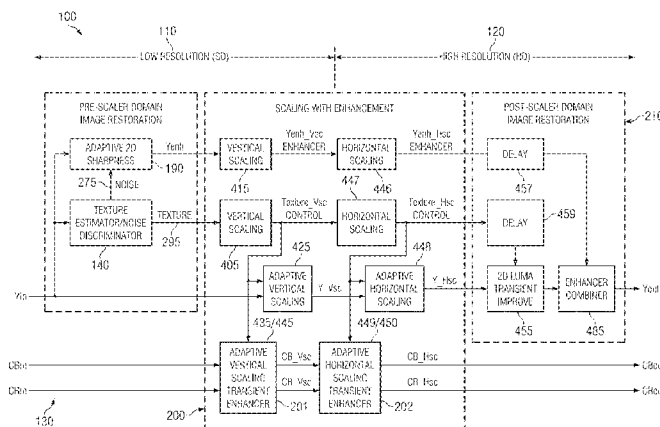 100
110
120
LOW RESOLUTION (SD)
HIGH RESOLUTION (HD)
PRE-SCALER DOMAIN
IMAGE RESTORATION
SCALING WITH ENHANCEMENT
POST-SCALER DOMAIN
IMAGE RESTORATION
210
ADAPTIVE 2D
SHARPNESS
Yenh
VERTICAL
SCALING
Yenh_Vsc
ENHANCER
HORIZONTAL
SCALING
Yenh_Hsc
ENHANCER
DELAY
275
NOISE
190
415
447
446
457
TEXTURE
ESTIMATOR/NOISE
DISCRIMINATOR
TEXTURE
295
VERTICAL
SCALING
Texture_Vsc
CONTROL
HORIZONTAL
SCALING
Texture_Hsc
CONTROL
DELAY
459
140
405
425
448
Yin
ADAPTIVE
VERTICAL
SCALING
Y_Vsc
ADAPTIVE
HORIZONTAL
SCALING
Y_Hsc
2D LUMA
TRANSIENT
IMPROVE
ENHANCER
COMBINER
Yout
435/445
449/450
455
485
CBin
ADAPTIVE
VERTICAL
SCALING
TRANSIENT
ENHANCER
CB_Vsc
ADAPTIVE
HORIZONTAL
SCALING
TRANSIENT
ENHANCER
CB_Hsc
CRin
CR_Vsc
CR_Hsc
130
200
201
202